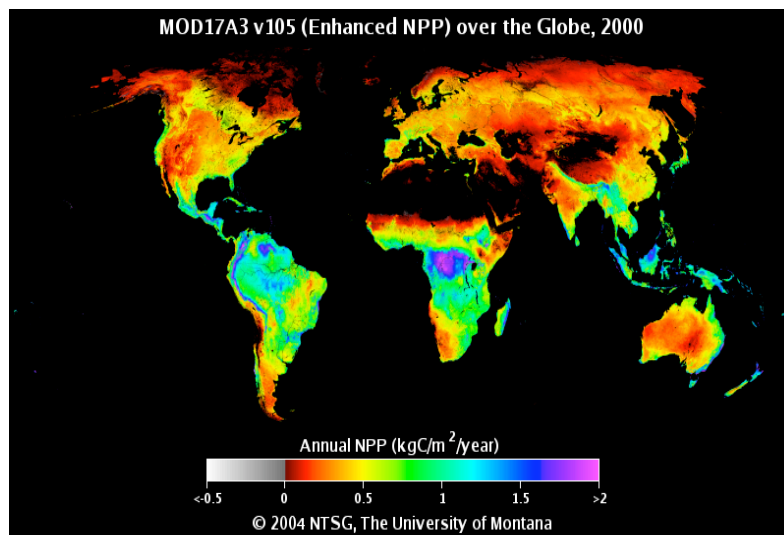 MOD17A3 v105 (Enhanced NPP) over the Globe, 2000
Annual NPP (kgC/m²/year)
<-0.5 0 0.5 1 1.5 >2
© 2004 NTSG, The University of Montana